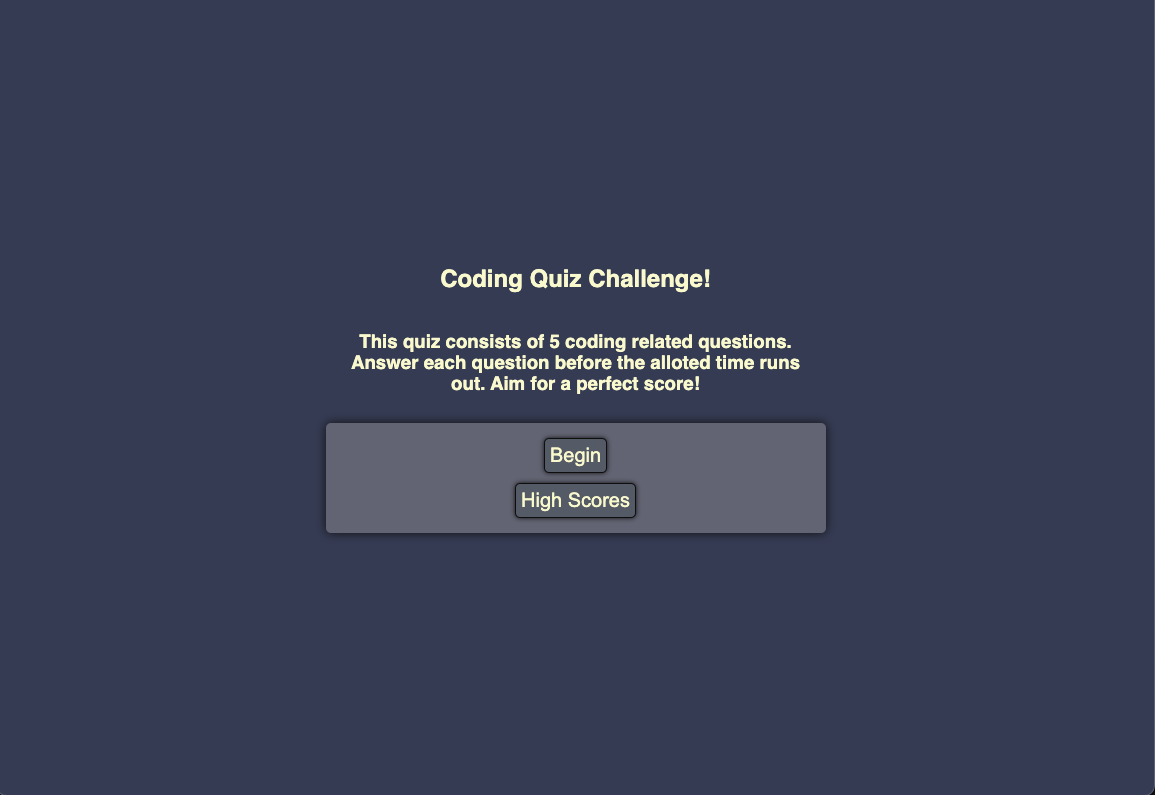 Coding Quiz Challenge!
This quiz consists of 5 coding related questions.
Answer each question before the alloted time runs
out. Aim for a perfect score!
Begin
High Scores